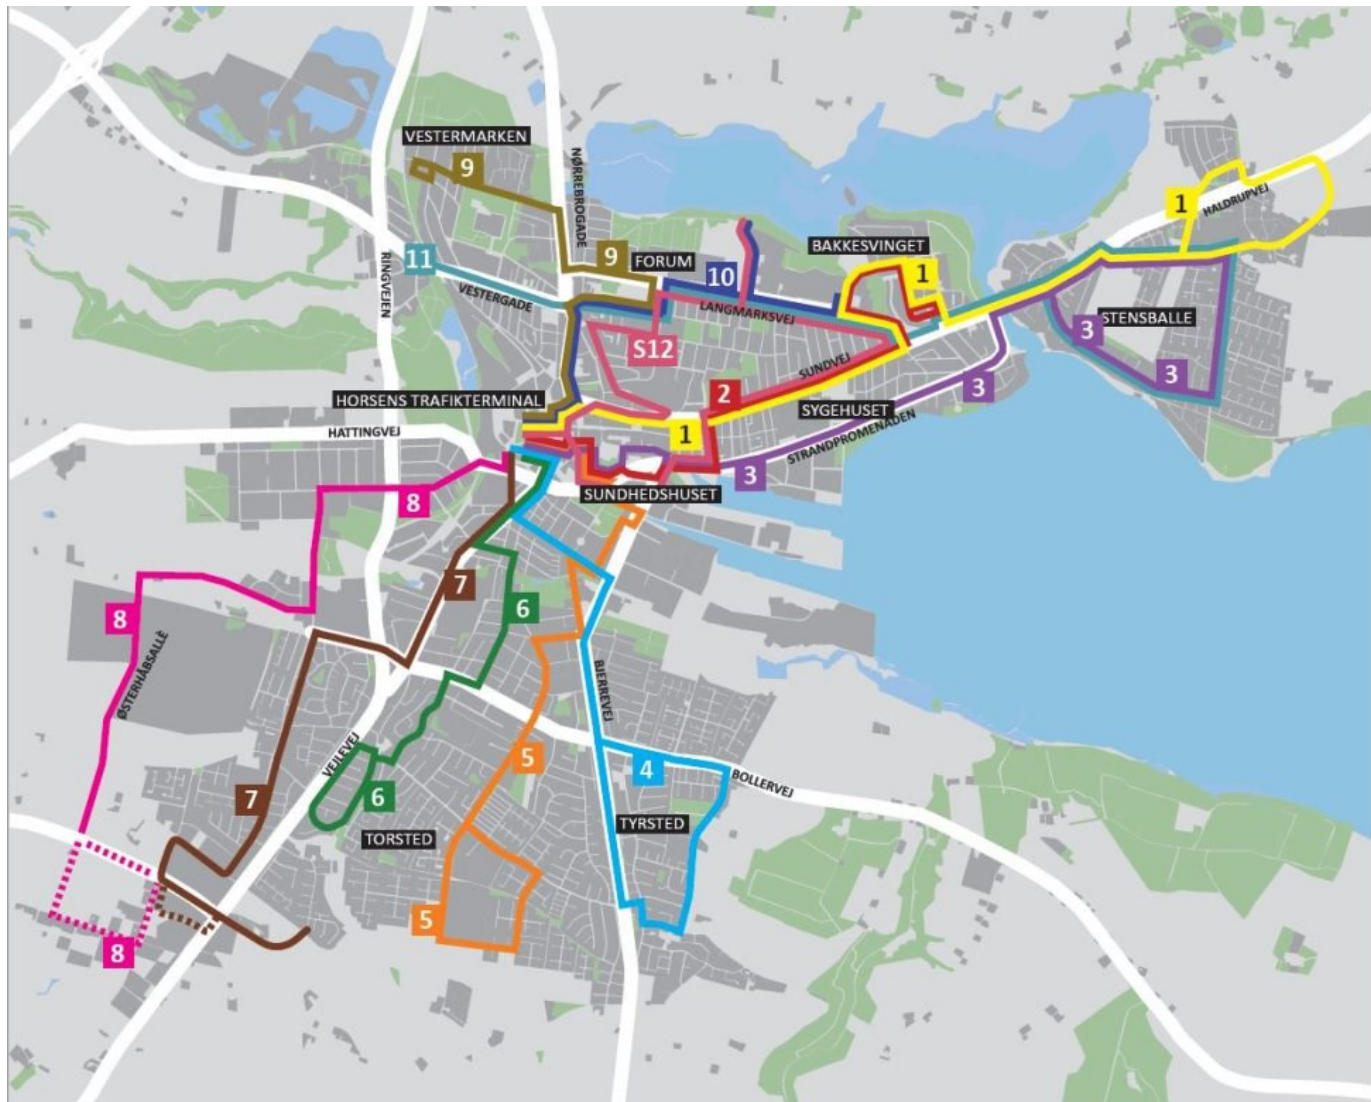 VESTERMARKEN
9
NØRREBROGADE
1
HALDRUPVEJ
RINGVEJEN
11
VESTERGADE
9
FORUM
10
BAKKESVINGET
1
LANGMARKSVEJ
STENSBALLE
3
3
S12
SUNDVEJ
2
SYGEHUSET
3
HORSENS TRAFIKTERMINAL
HATTINGVEJ
1
STRANDPROMENADEN
3
SUNDHEDSHUSET
8
7
6
8
ØSTERHÅBSALLÈ
BJERREVEJ
VEJLEVEJ
5
4
BOLLERVEJ
7
6
TORSTED
TYRSTED
5
8